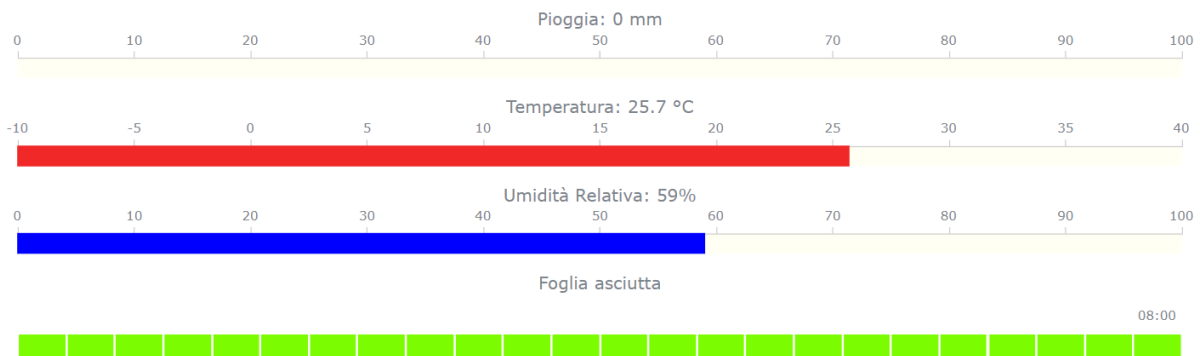 Pioggia: 0 mm
0 10 20 30 40 50 60 70 80 90 100
Temperatura: 25.7 °C
-10 -5 0 5 10 15 20 25 30 35 40
Umidità Relativa: 59%
0 10 20 30 40 50 60 70 80 90 100
Foglia asciutta
08:00